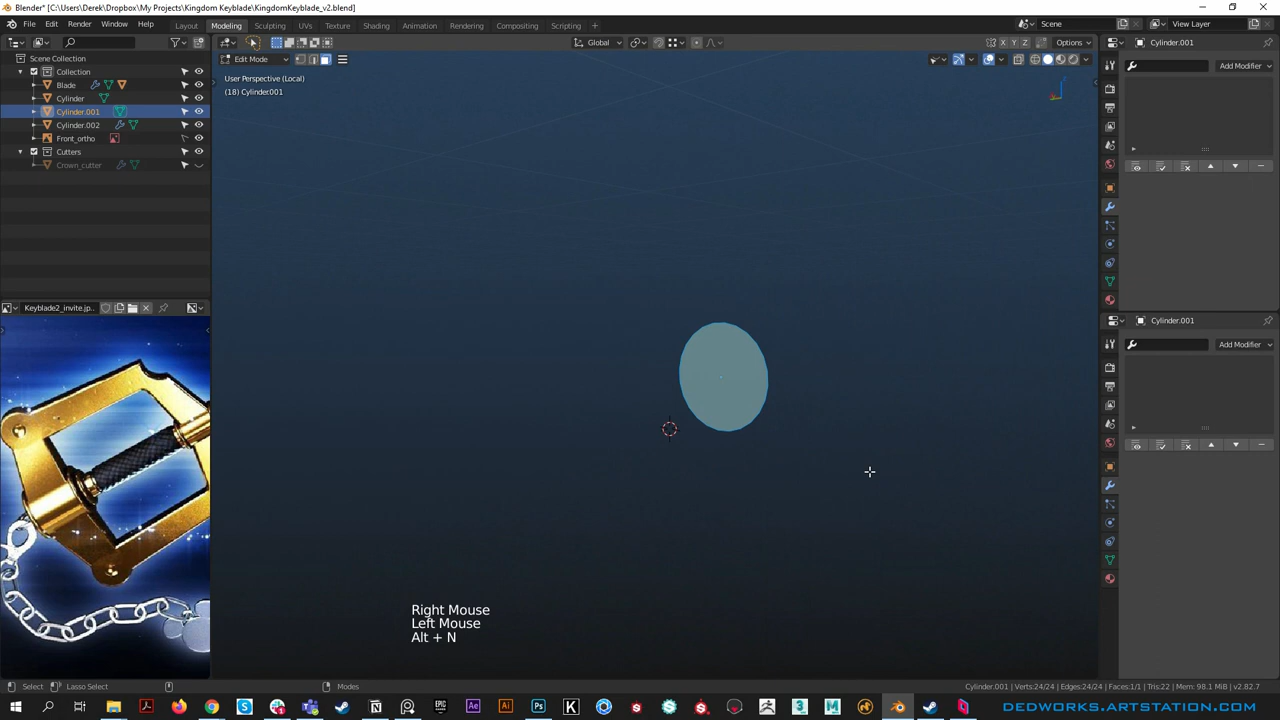 Blender* [C:\Users\Derek\Dropbox\My Projects\Kingdom Keyblade\KingdomKeyblade_v2.blend]
File Edit Render Window Help Layout Modeling Sculpting UVs Texture Shading Animation Rendering Compositing Scripting Scene View Layer
Global Options
Edit Mode
Scene Collection
Collection
Blade
Cylinder
Cylinder.001
Cylinder.002
Front_ortho
Cutters
Crown_cutter
User Perspective (Local)
(18) Cylinder.001
X Y Z
Cylinder.001
Add Modifier
Keyblade2_invite.jp..
Cylinder.001
Add Modifier
Right Mouse
Left Mouse
Alt + N
Select Lasso Select Modes
Cylinder.001 | Verts:24/24 | Edges:24/24 | Faces:1/1 | Tris:22 | Mem: 98.1 MiB | v2.82.7
DEDWORKS.ARTSTATION.COM